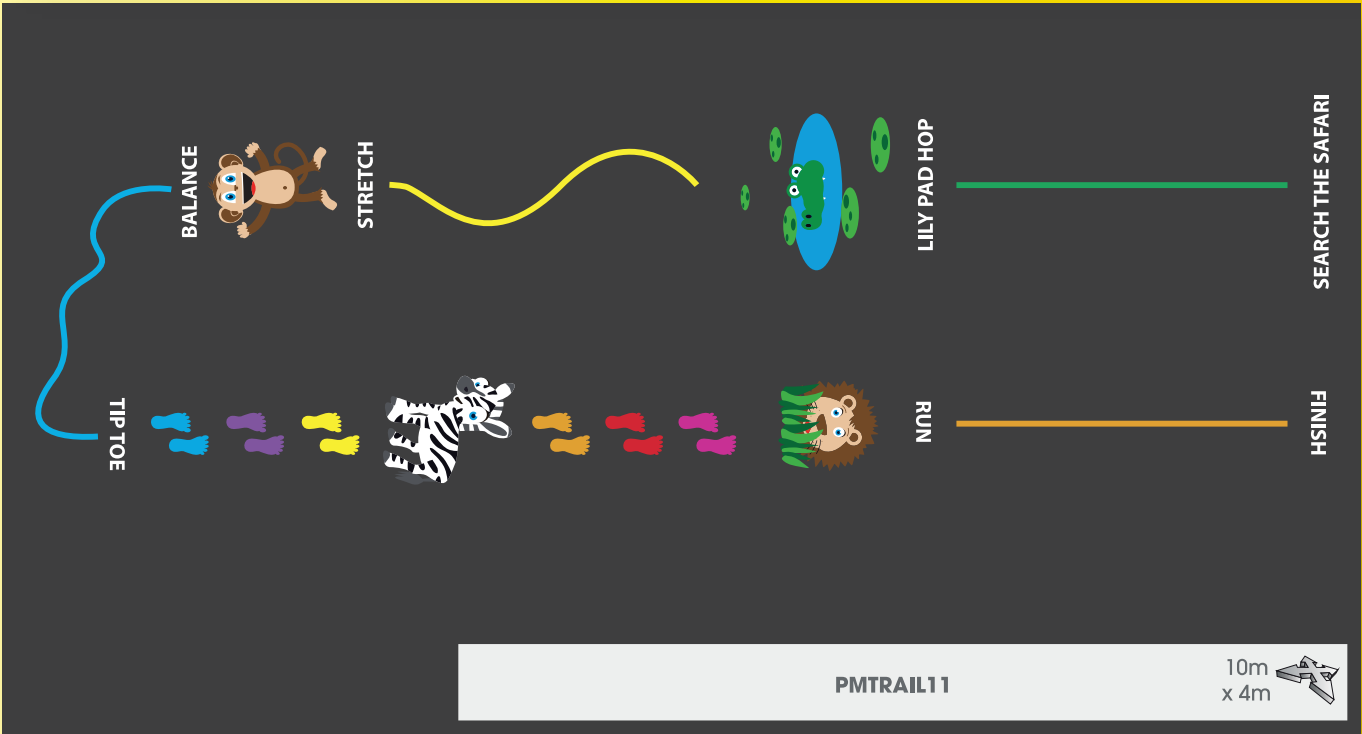 SEARCH THE SAFARI
LILY PAD HOP
STRETCH
BALANCE
TIP TOE
RUN
FINISH
PMTRAIL11
10m
x 4m